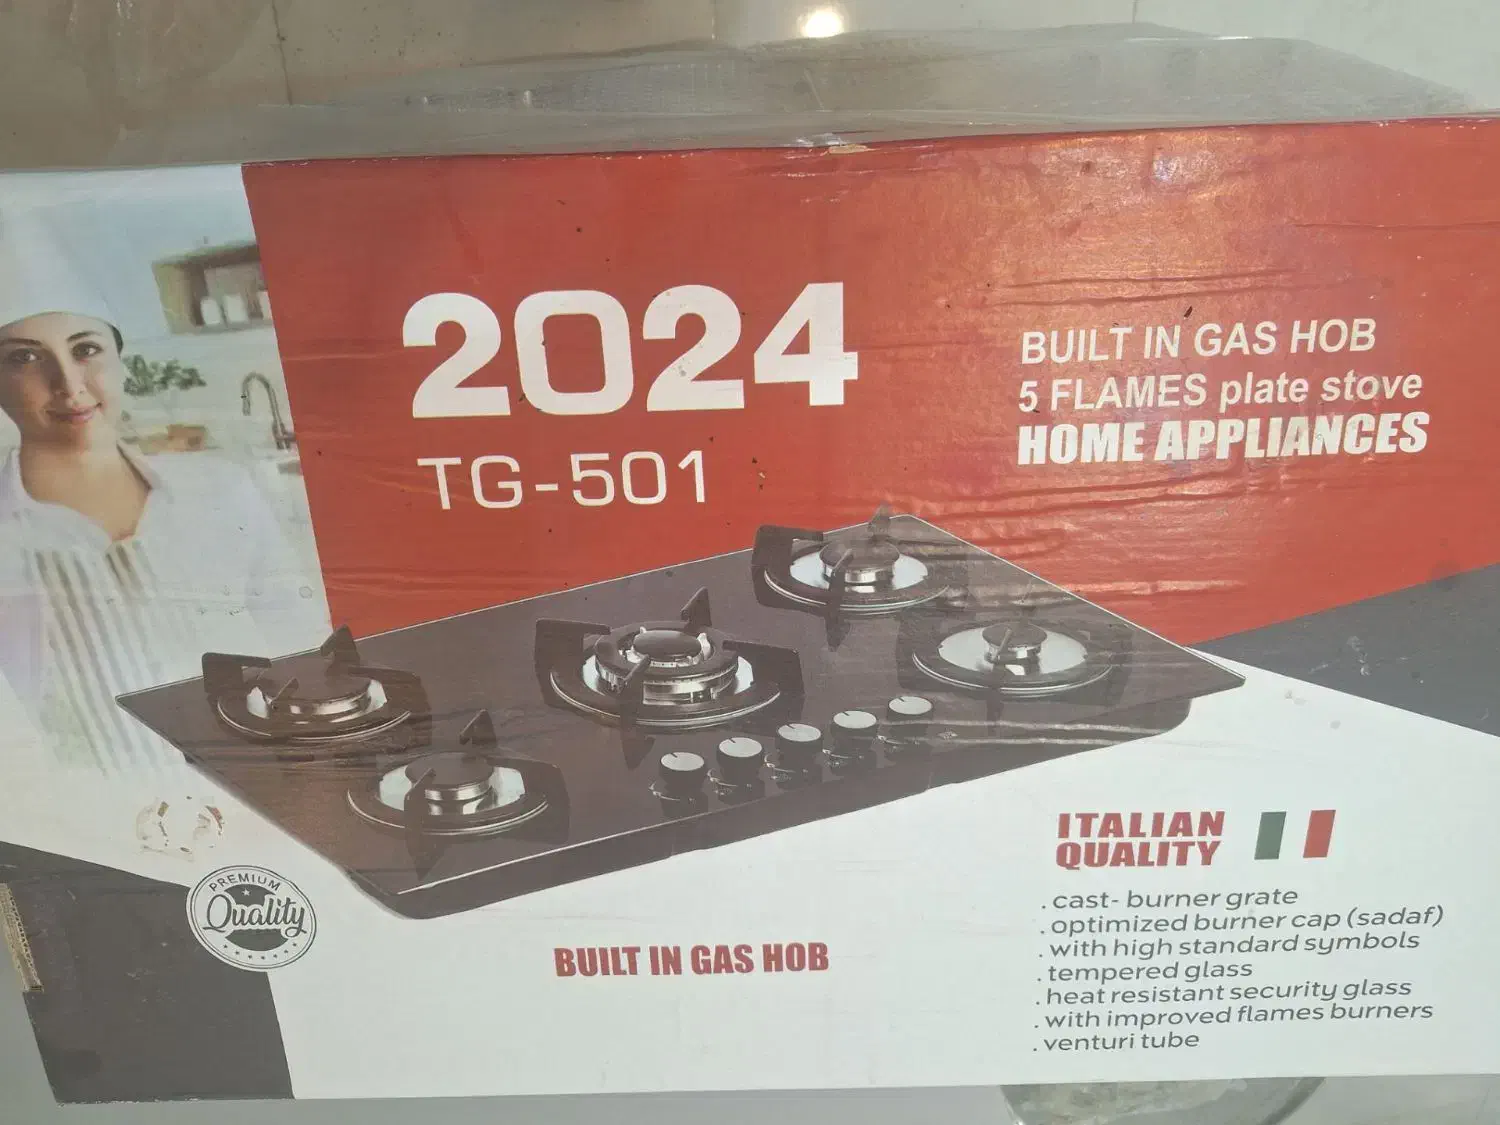 2024
TG-501
BUILT IN GAS HOB
5 FLAMES plate stove
HOME APPLIANCES
ITALIAN
QUALITY
. cast- burner grate
. optimized burner cap (sadaf)
. with high standard symbols
. tempered glass
. heat resistant security glass
. with improved flames burners
. venturi tube
PREMIUM
Quality
BUILT IN GAS HOB